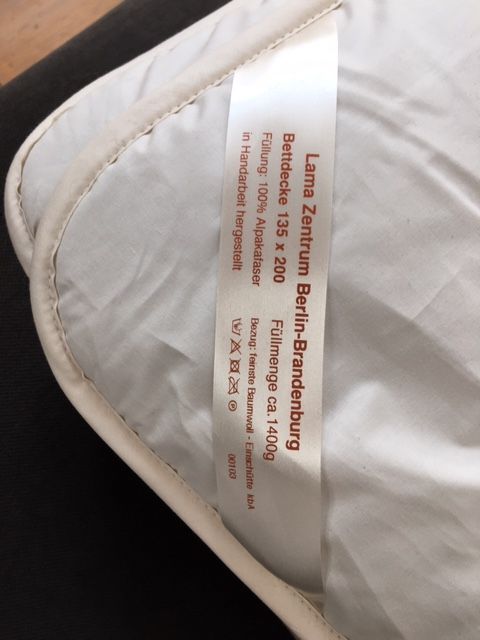 Lama Zentrum Berlin-Brandenburg
Bettdecke 135 x 200
Füllmenge ca.1400g
Füllung: 100% Alpakafaser
Bezug: feinste Baumwoll - Einschütte kbA
in Handarbeit hergestellt
00103